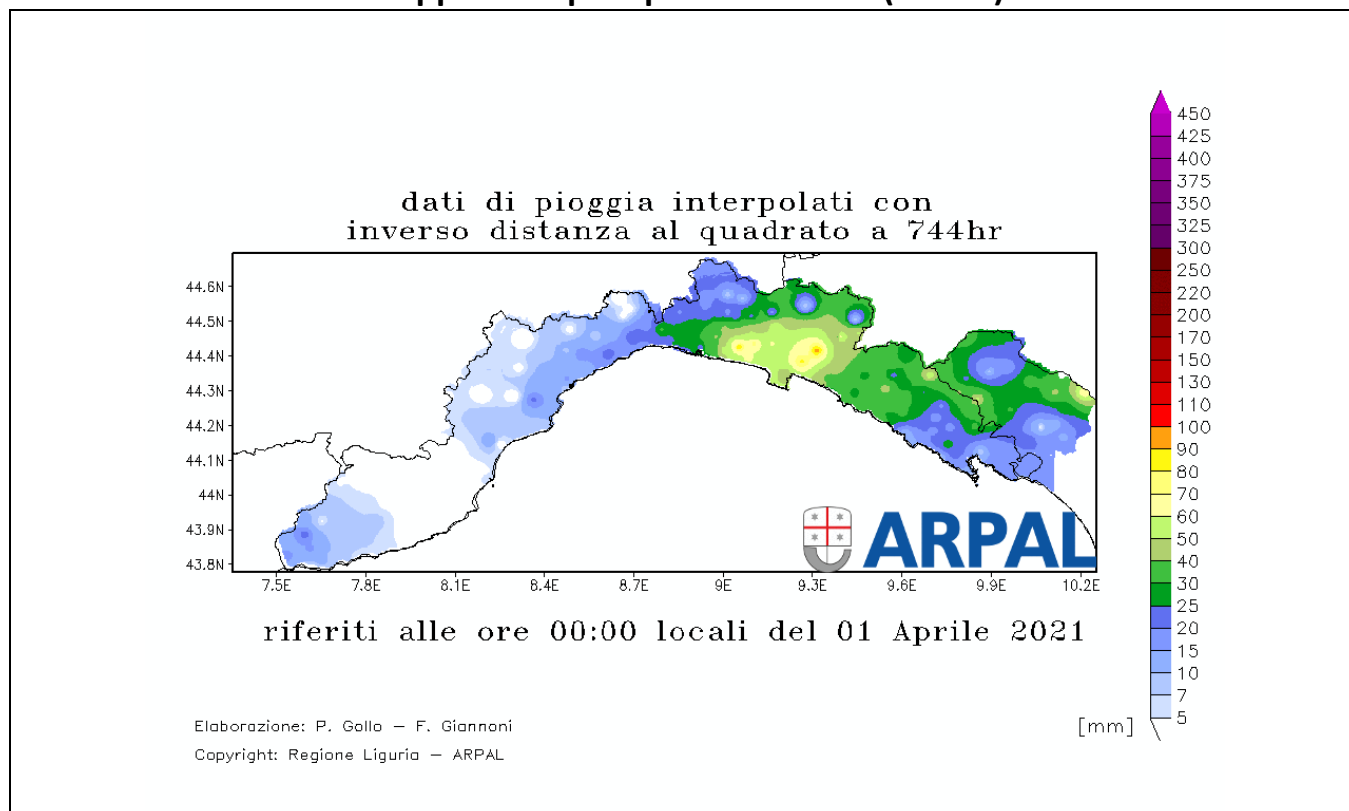 dati di pioggia interpolati con
inverso distanza al quadrato a 744hr
44.6N
44.5N
44.4N
44.3N
44.2N
44.1N
44N
43.9N
43.8N
7.5E 7.8E 8.1E 8.4E 8.7E 9E 9.3E 9.6E 9.9E 10.2E
ARPAL
450
425
400
375
350
325
300
250
220
200
170
150
130
110
100
90
80
70
60
50
40
30
25
20
15
10
7
5
[mm]
riferiti alle ore 00:00 locali del 01 Aprile 2021
Elaborazione: P. Gollo – F. Giannoni
Copyright: Regione Liguria – ARPAL